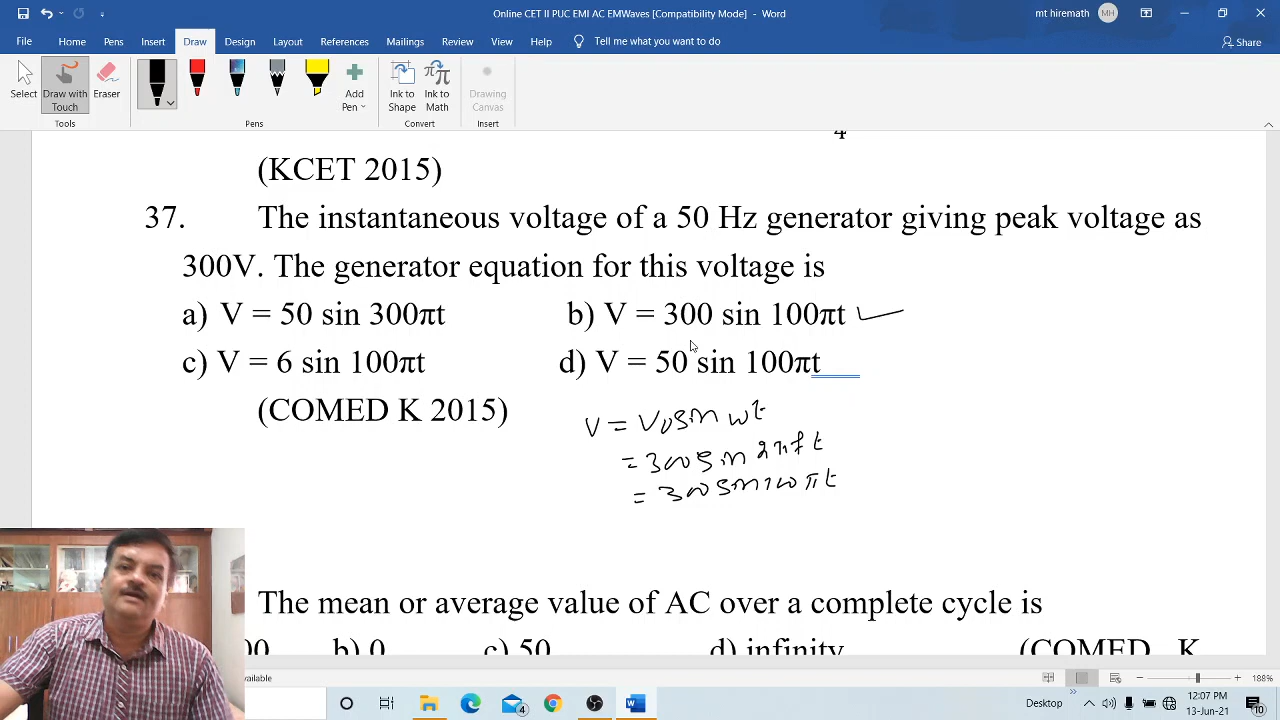 Online CET II PUC EMI AC EMWaves [Compatibility Mode] - Word
mt hiremath MH
File Home Insert Draw Design Layout References Mailings Review View Help Tell me what you want to do Share
Select Draw with Touch Eraser Add Pen Ink to Shape Ink to Math Drawing Canvas
Tools Pens Convert Insert
4
(KCET 2015)
37. The instantaneous voltage of a 50 Hz generator giving peak voltage as
300V. The generator equation for this voltage is
a) V = 50 sin 300πt b) V = 300 sin 100πt
c) V = 6 sin 100πt d) V = 50 sin 100πt
(COMED K 2015)
V = V0 sin ωt
= 300 sin 2πft
= 300 sin 100πt
The mean or average value of AC over a complete cycle is
b) 0 c) 50 d) infinity (COMED K
188%
4
Desktop
12:07 PM
13-Jun-21
10